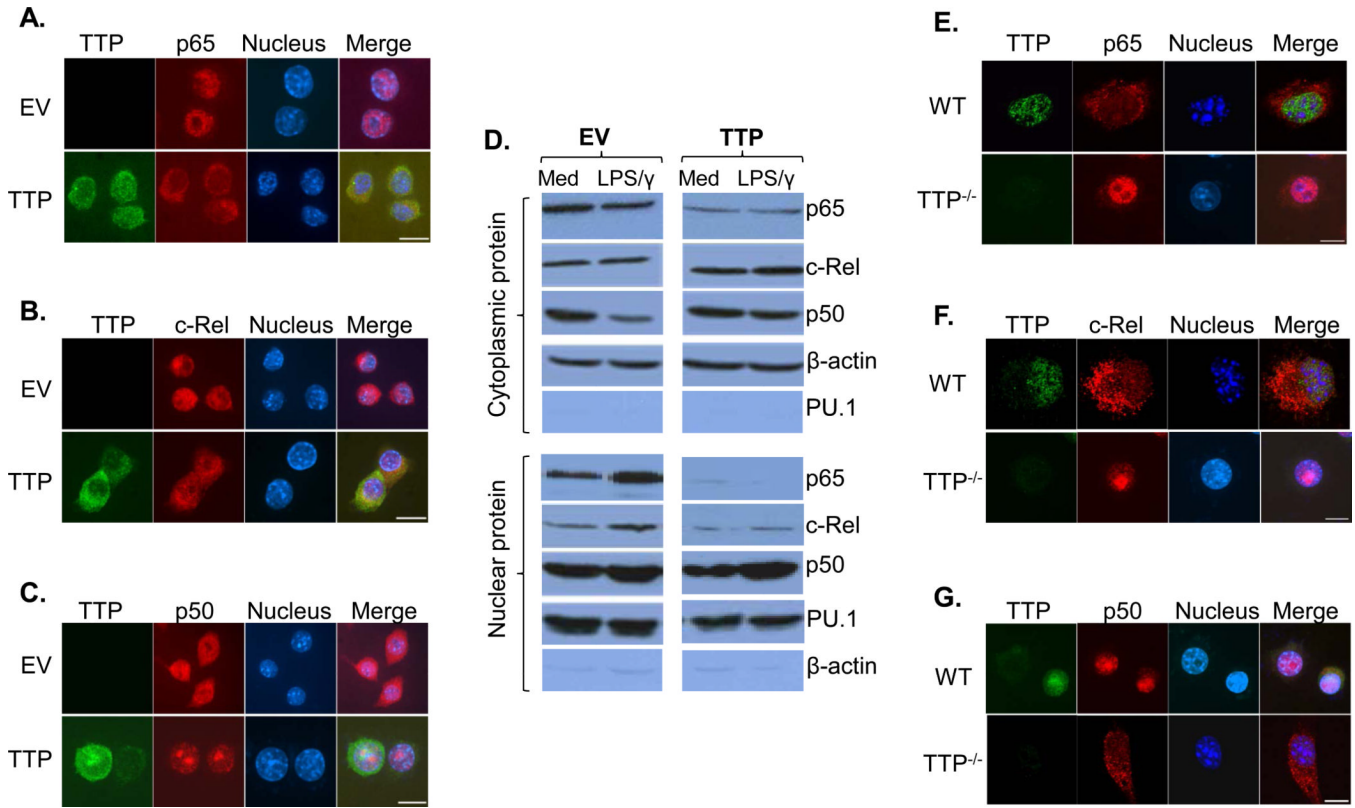 A.
TTP p65 Nucleus Merge
EV
TTP
B.
TTP c-Rel Nucleus Merge
EV
TTP
C.
TTP p50 Nucleus Merge
EV
TTP
D.
EV TTP
Med LPS/γ Med LPS/γ
Cytoplasmic protein
p65
c-Rel
p50
β-actin
PU.1
Nuclear protein
p65
c-Rel
p50
PU.1
β-actin
E.
TTP p65 Nucleus Merge
WT
TTP-/-
F.
TTP c-Rel Nucleus Merge
WT
TTP-/-
G.
TTP p50 Nucleus Merge
WT
TTP-/-